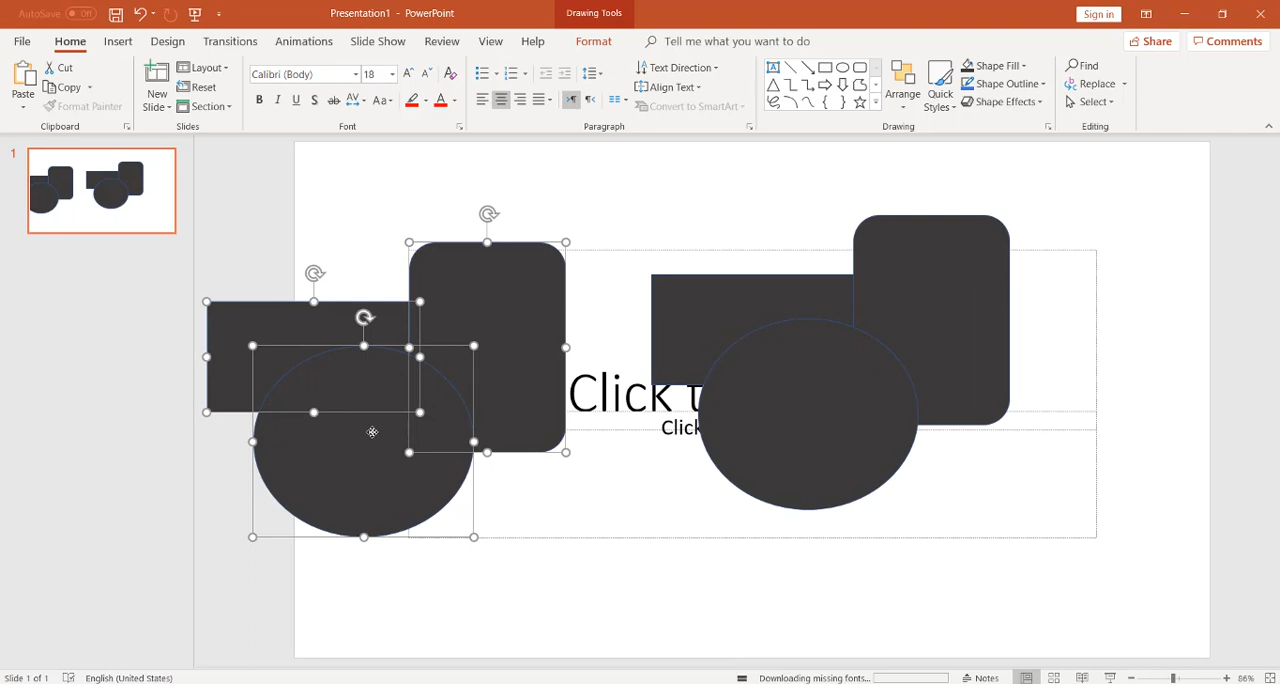 AutoSave Off
Presentation1 - PowerPoint
Drawing Tools
Sign in
File Home Insert Design Transitions Animations Slide Show Review View Help Format Tell me what you want to do Share Comments
Paste
Cut
Copy
Format Painter
Clipboard
New Slide
Layout
Reset
Section
Slides
Calibri (Body) 18
B I U S ab AV Aa A A
Font
Text Direction
Align Text
Convert to SmartArt
Paragraph
Arrange
Quick Styles
Shape Fill
Shape Outline
Shape Effects
Drawing
Find
Replace
Select
Editing
1
Click t
Click
Slide 1 of 1 English (United States) Downloading missing fonts... Notes 86%